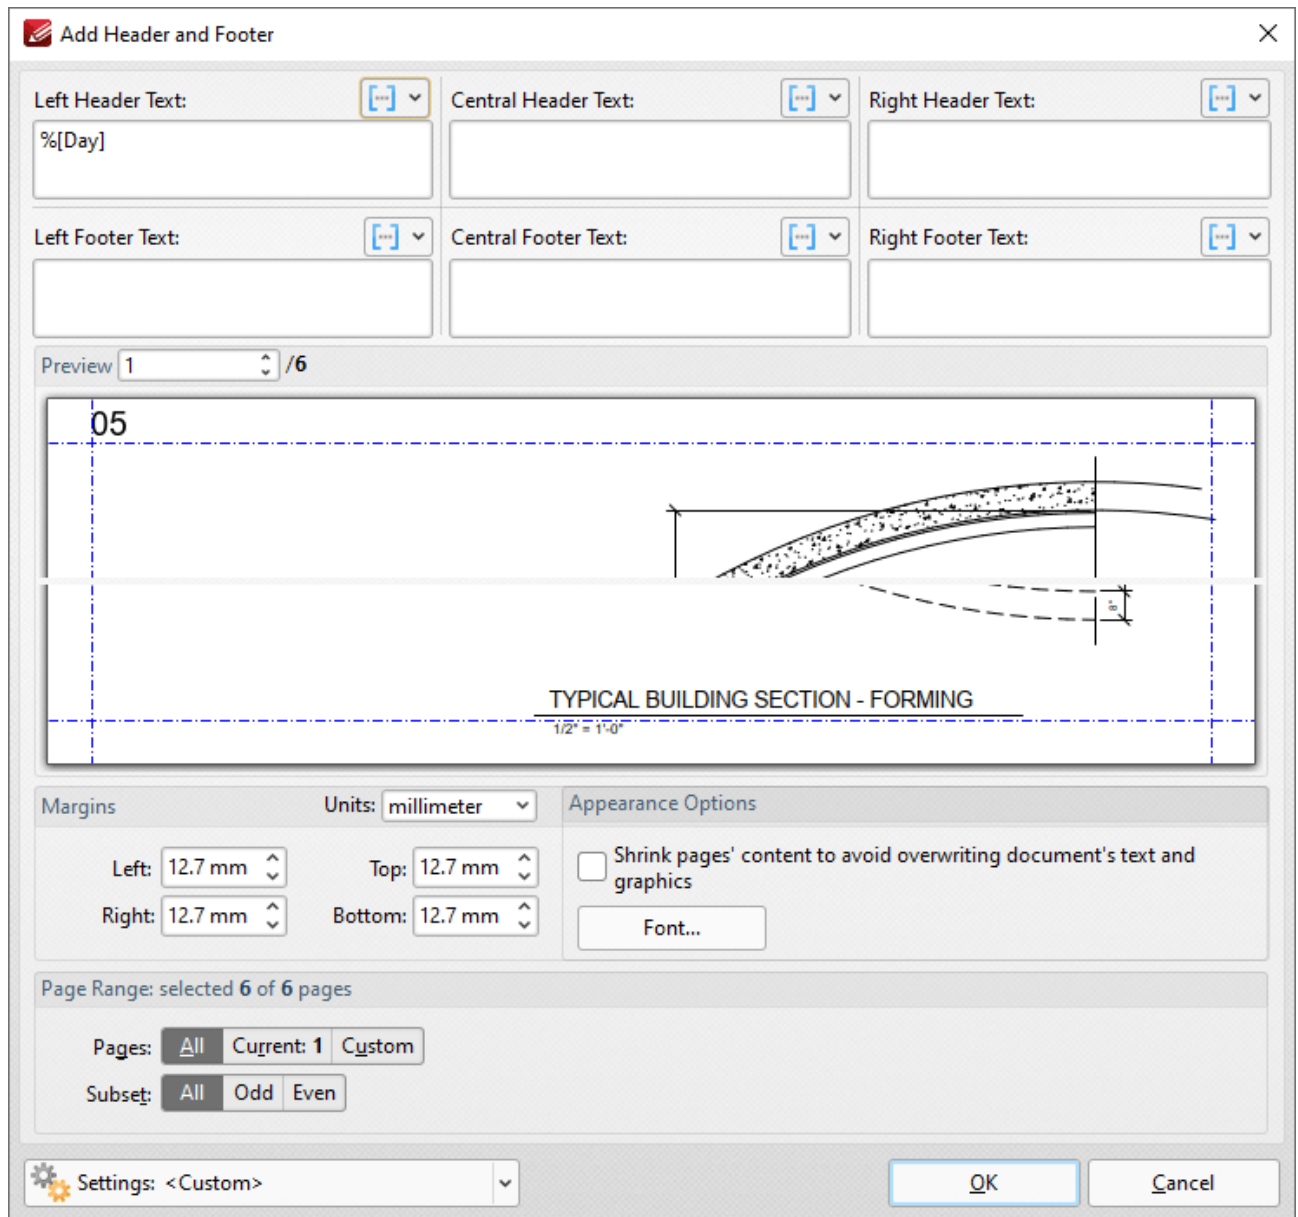 Add Header and Footer
Left Header Text:
Central Header Text:
Right Header Text:
%[Day]
Left Footer Text:
Central Footer Text:
Right Footer Text:
Preview 1 /6
05
8"
TYPICAL BUILDING SECTION - FORMING
1/2" = 1'-0"
Margins
Units: millimeter
Left: 12.7 mm
Top: 12.7 mm
Right: 12.7 mm
Bottom: 12.7 mm
Appearance Options
Shrink pages' content to avoid overwriting document's text and
graphics
Font...
Page Range: selected 6 of 6 pages
Pages: All Current: 1 Custom
Subset: All Odd Even
Settings: <Custom>
OK
Cancel